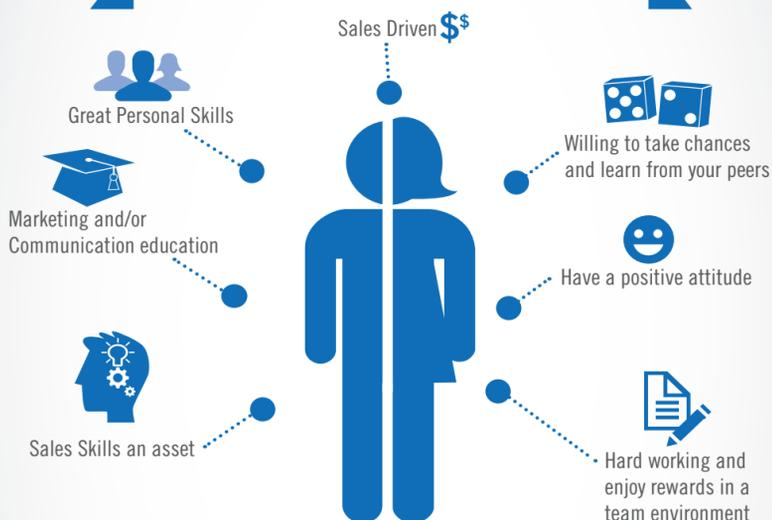 Sales Driven $$
Great Personal Skills
Willing to take chances
and learn from your peers
Marketing and/or
Communication education
Have a positive attitude
Sales Skills an asset
Hard working and
enjoy rewards in a
team environment